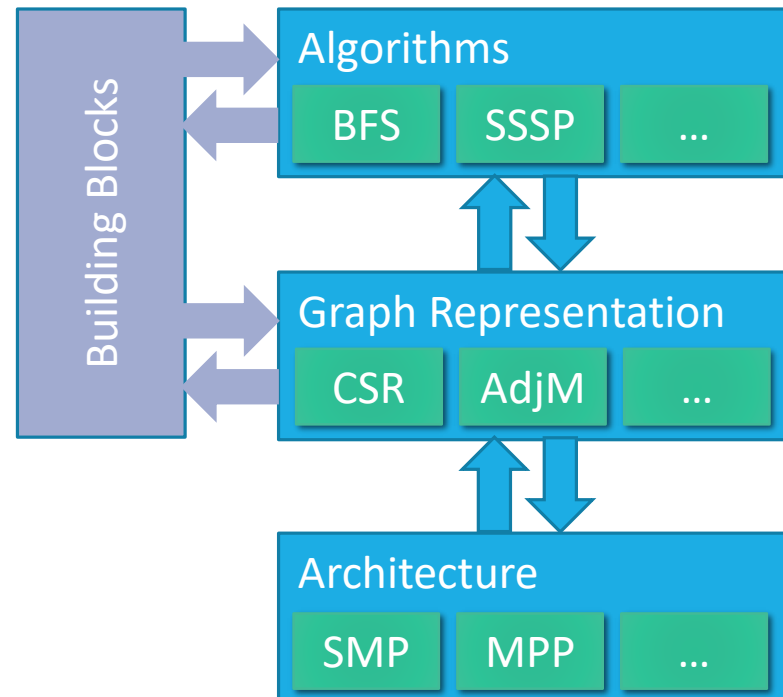 Building Blocks
Algorithms
BFS SSSP ...
Graph Representation
CSR AdjM ...
Architecture
SMP MPP ...